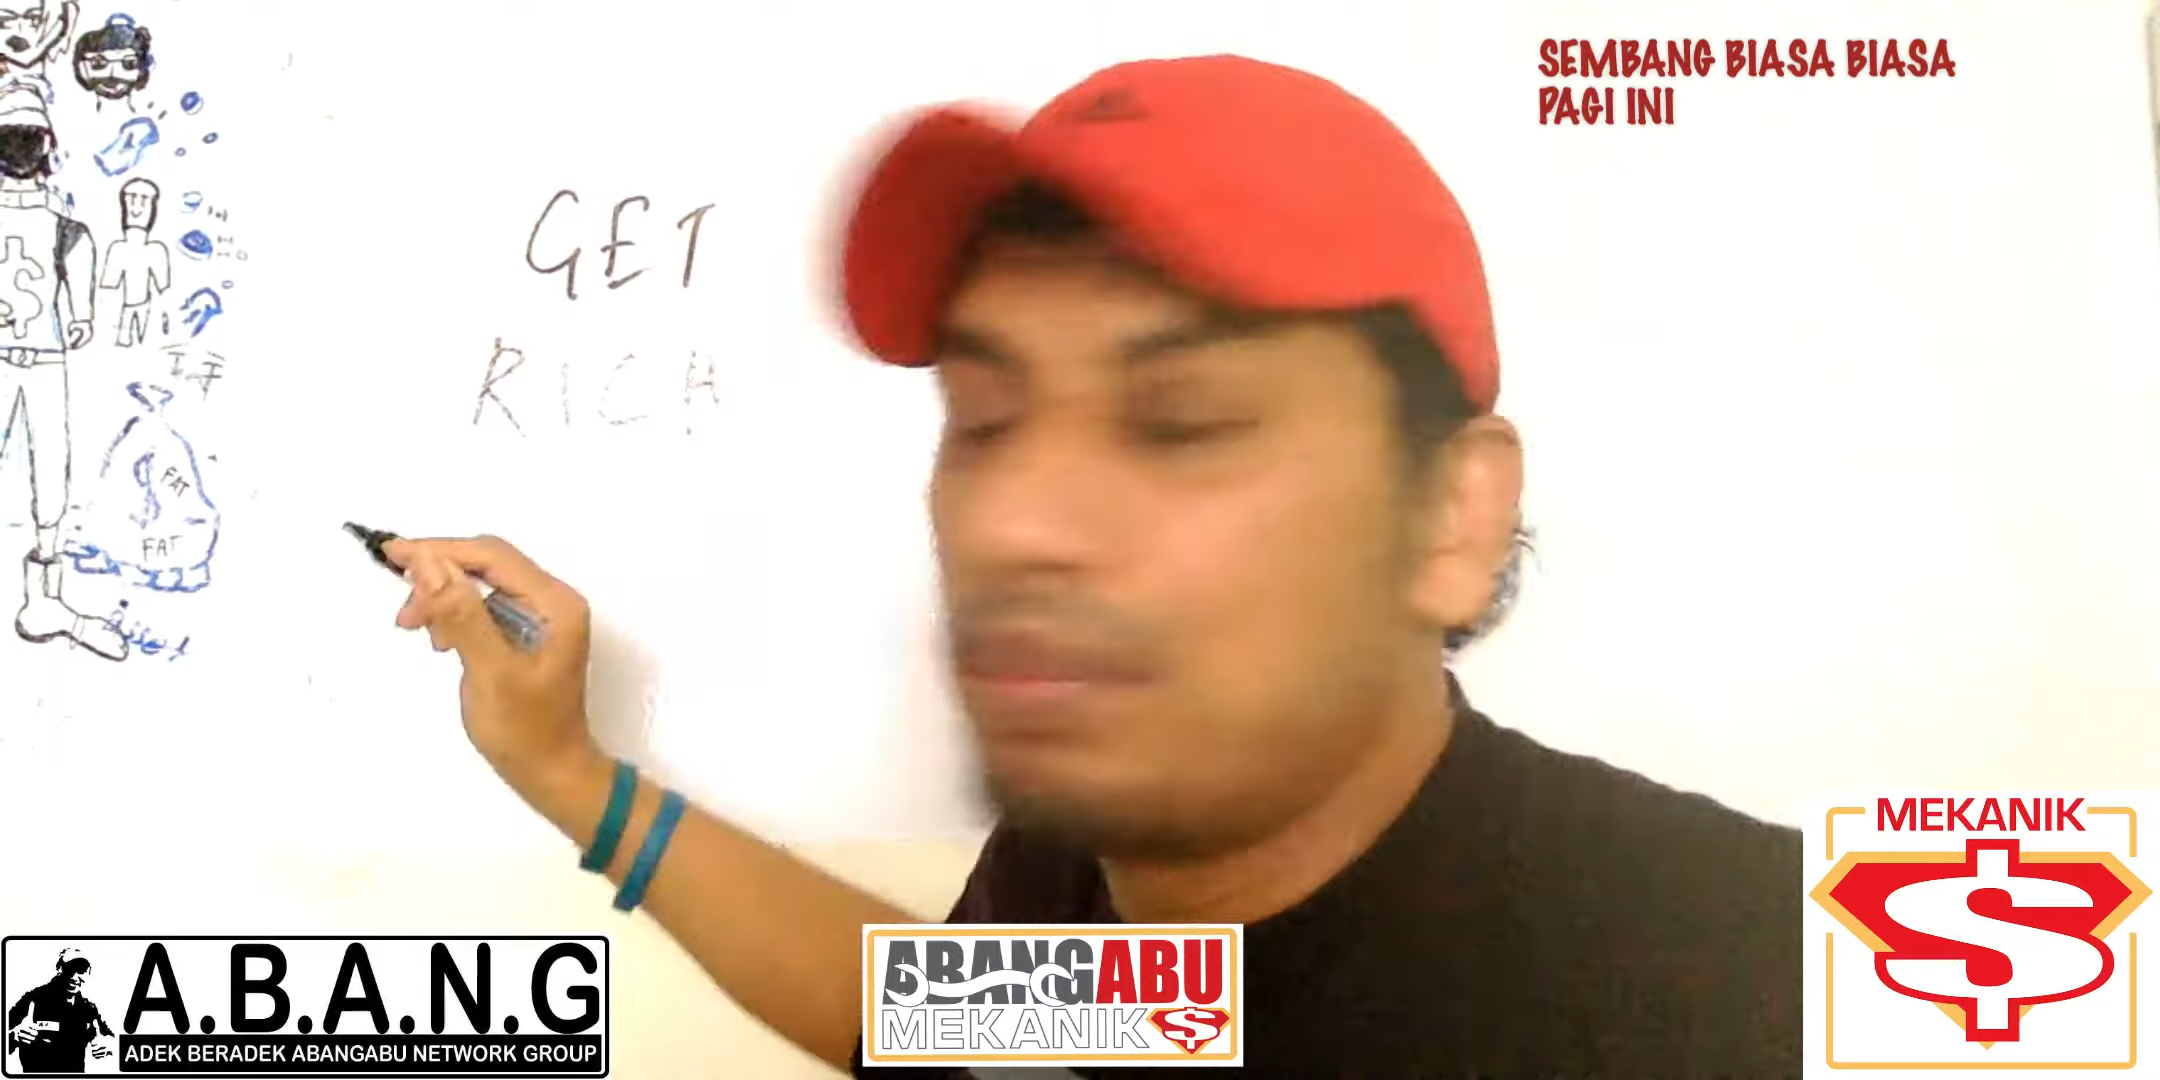 SEMBANG BIASA BIASA
PAGI INI
GET
RICH
$
$
FAT
FAT
MEKANIK
$
A.B.A.N.G
ADEK BERADEK ABANGABU NETWORK GROUP
ABANGABU
MEKANIK $